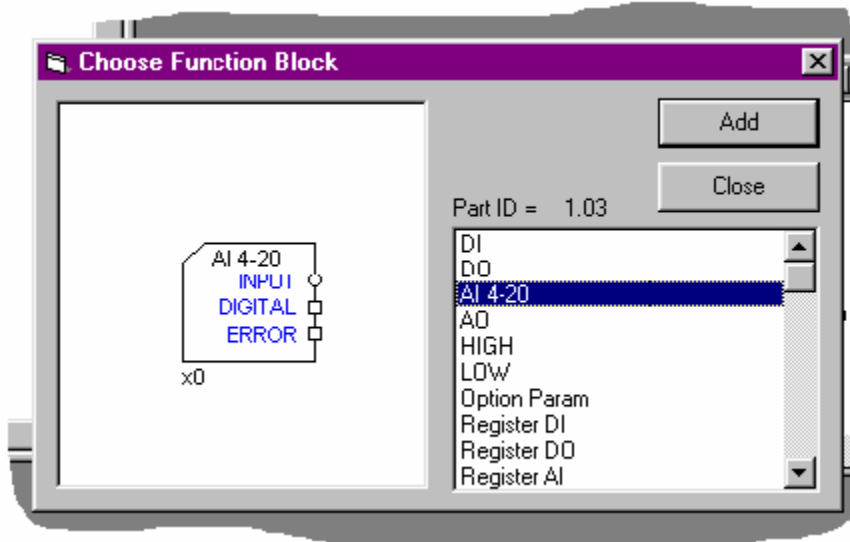 Choose Function Block
Add
Close
Part ID = 1.03
AI 4-20
INPUT
DIGITAL
ERROR
x0
DI
DO
AI 4-20
AO
HIGH
LOW
Option Param
Register DI
Register DO
Register AI